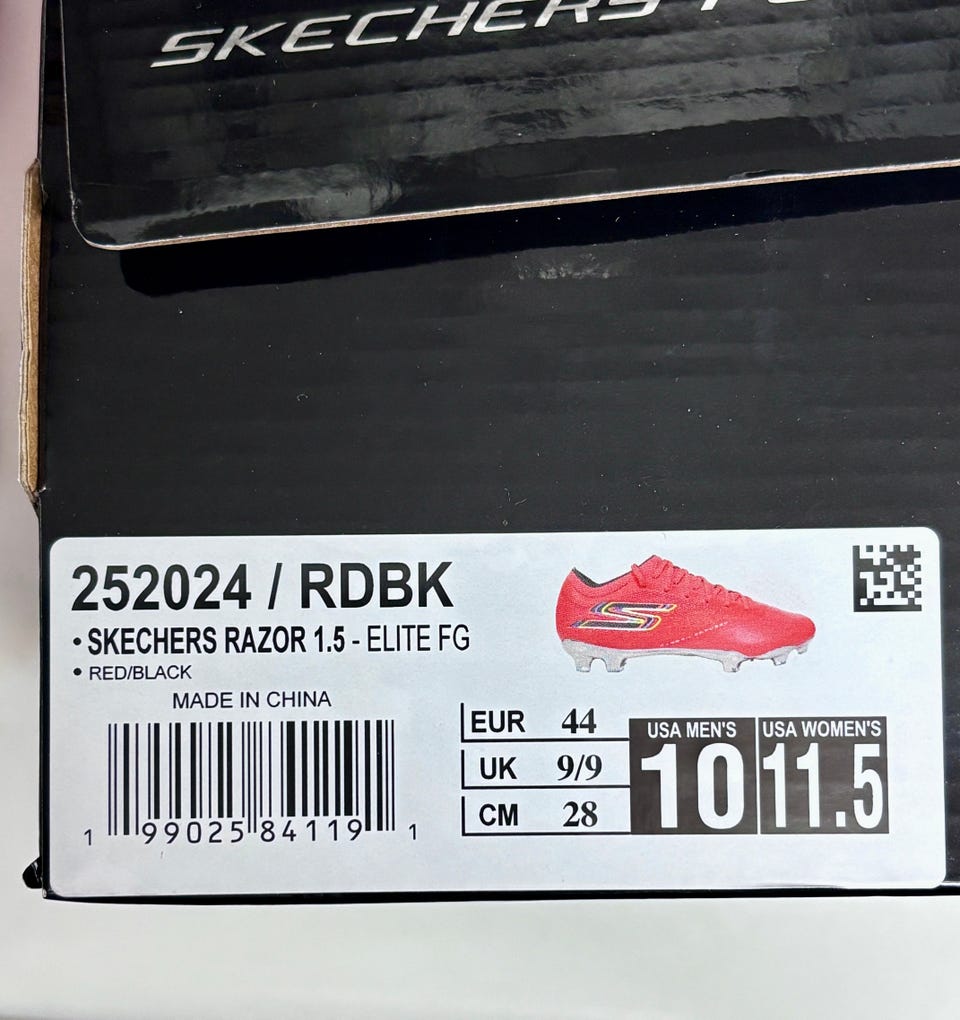 SKECHERS
252024 / RDBK
• SKECHERS RAZOR 1.5 - ELITE FG
• RED/BLACK
MADE IN CHINA
1 99025 84119 1
EUR 44
UK 9/9
CM 28
USA MEN'S
10
USA WOMEN'S
11.5